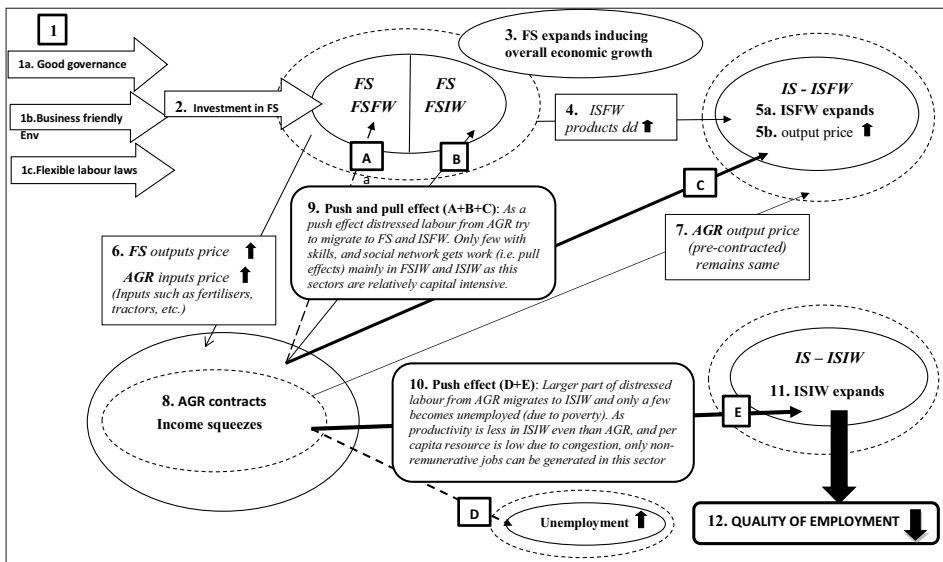 1
1a. Good governance
1b.Business friendly
Env
1c.Flexible labour laws
2. Investment in FS
FS
FSFW
FS
FSIW
A
a
B
3. FS expands inducing
overall economic growth
4. ISFW
products dd
IS - ISFW
5a. ISFW expands
5b. output price
C
6. FS outputs price
AGR inputs price
(Inputs such as fertilisers,
tractors, etc.)
9. Push and pull effect (A+B+C): As a
push effect distressed labour from AGR try
to migrate to FS and ISFW. Only few with
skills, and social network gets work (i.e. pull
effects) mainly in FSIW and ISIW as this
sectors are relatively capital intensive.
7. AGR output price
(pre-contracted)
remains same
8. AGR contracts
Income squeezes
10. Push effect (D+E): Larger part of distressed
labour from AGR migrates to ISIW and only a few
becomes unemployed (due to poverty). As
productivity is less in ISIW even than AGR, and per
capita resource is low due to congestion, only non-
remunerative jobs can be generated in this sector
E
IS – ISIW
11. ISIW expands
D
Unemployment
12. QUALITY OF EMPLOYMENT